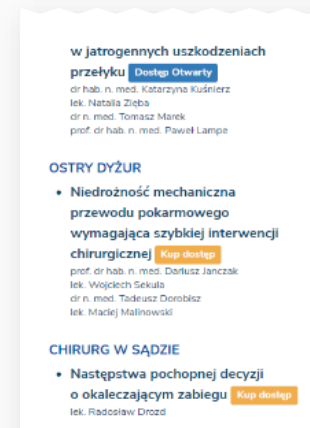 w jatrogennych uszkodzeniach
przełyku Dostęp Otwarty
dr hab. n. med. Katarzyna Kuśnierz
lek. Natalia Zięba
dr n. med. Tomasz Marek
prof. dr hab. n. med. Paweł Lampe
OSTRY DYŻUR
• Niedrożność mechaniczna
przewodu pokarmowego
wymagająca szybkiej interwencji
chirurgicznej Kup dostęp
prof. dr hab. n. med. Dariusz Janczak
lek. Wojciech Sekula
dr n. med. Tadeusz Dorobisz
lek. Maciej Malinowski
CHIRURG W SĄDZIE
• Następstwa pochopnej decyzji
o okaleczającym zabiegu Kup dostęp
lek. Radosław Drozd